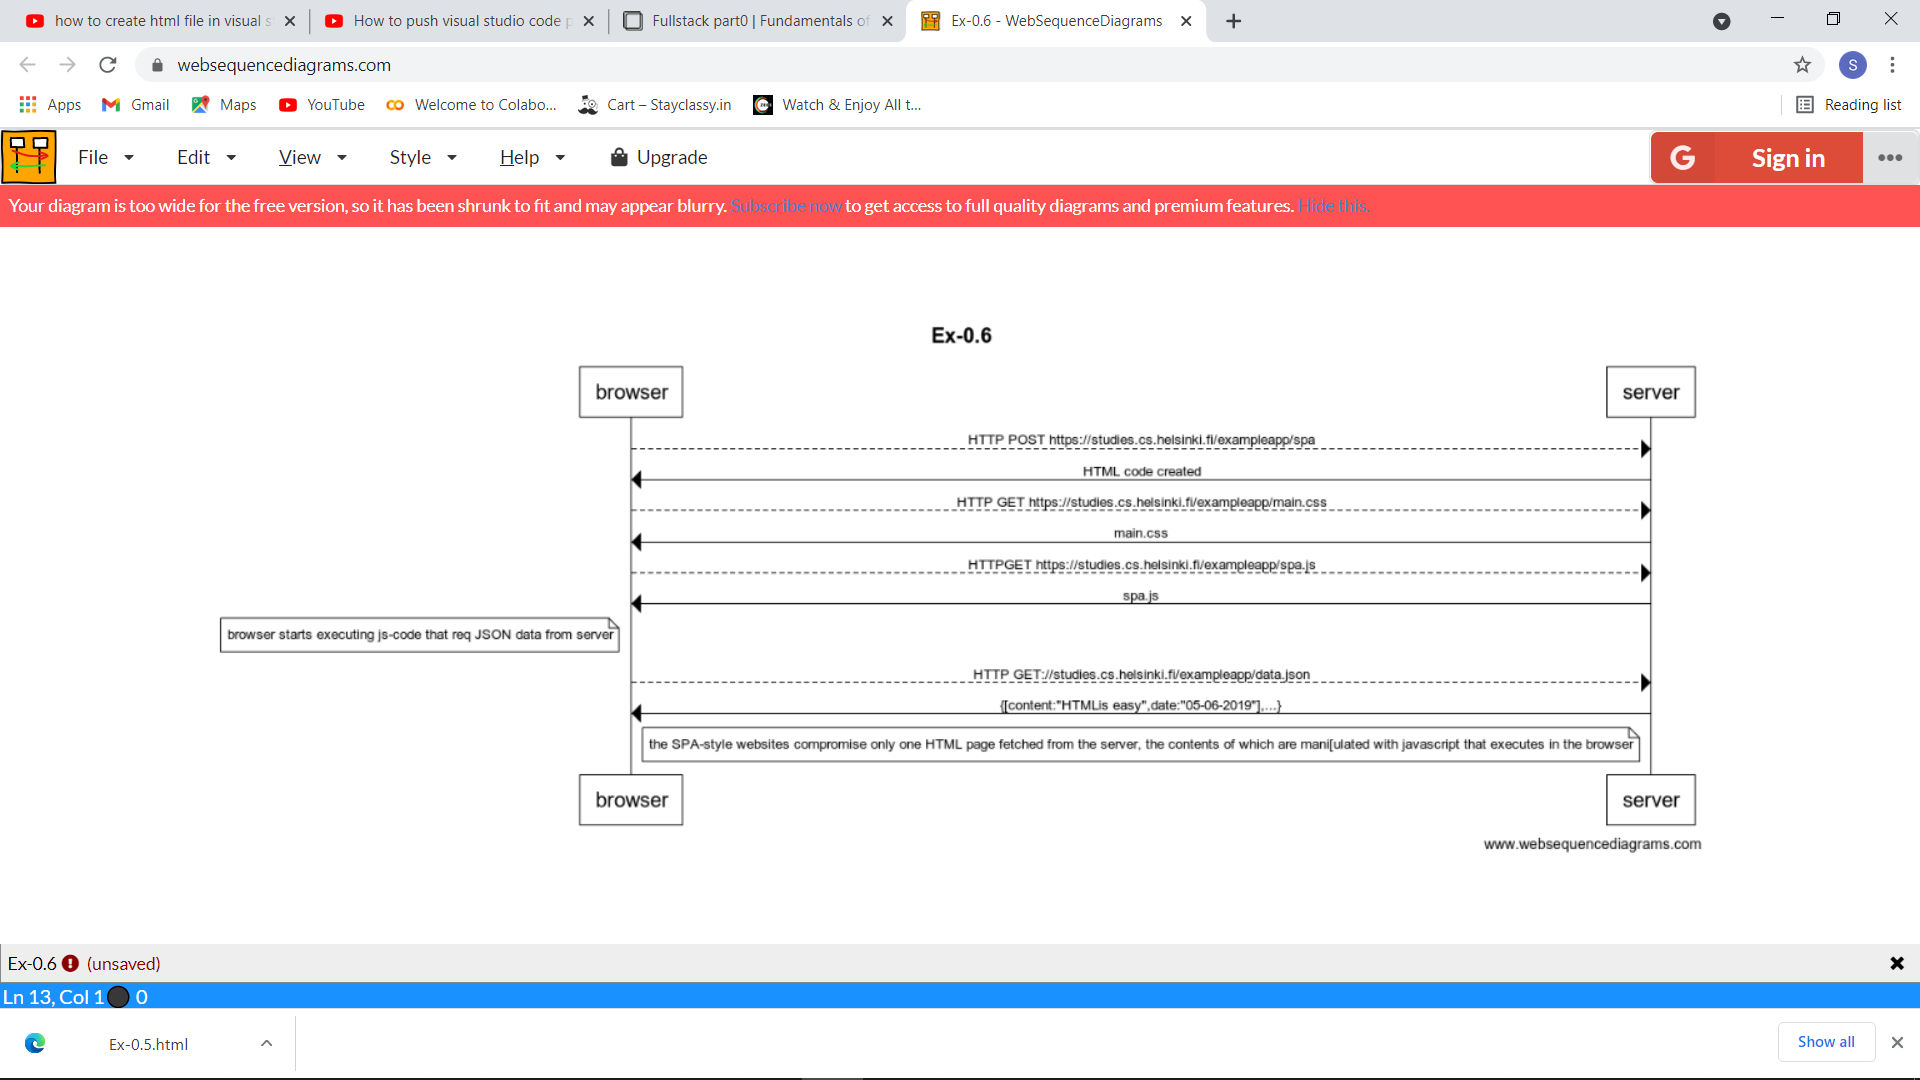 how to create html file in visual s
How to push visual studio code p
Fullstack part0 | Fundamentals of
Ex-0.6 - WebSequenceDiagrams
websequencediagrams.com
S
Apps
Gmail
Maps
YouTube
Welcome to Colabo...
Cart – Stayclassy.in
Watch & Enjoy All t...
Reading list
File
Edit
View
Style
Help
Upgrade
G Sign in
Your diagram is too wide for the free version, so it has been shrunk to fit and may appear blurry. Subscribe now to get access to full quality diagrams and premium features. Hide this.
Ex-0.6
browser
server
HTTP POST https://studies.cs.helsinki.fi/exampleapp/spa
HTML code created
HTTP GET https://studies.cs.helsinki.fi/exampleapp/main.css
main.css
HTTPGET https://studies.cs.helsinki.fi/exampleapp/spa.js
spa.js
browser starts executing js-code that req JSON data from server
HTTP GET://studies.cs.helsinki.fi/exampleapp/data.json
{[content:"HTMLis easy",date:"05-06-2019"],...}
the SPA-style websites compromise only one HTML page fetched from the server, the contents of which are mani[ulated with javascript that executes in the browser
browser
server
www.websequencediagrams.com
Ex-0.6 (unsaved)
Ln 13, Col 1 0
Ex-0.5.html
Show all